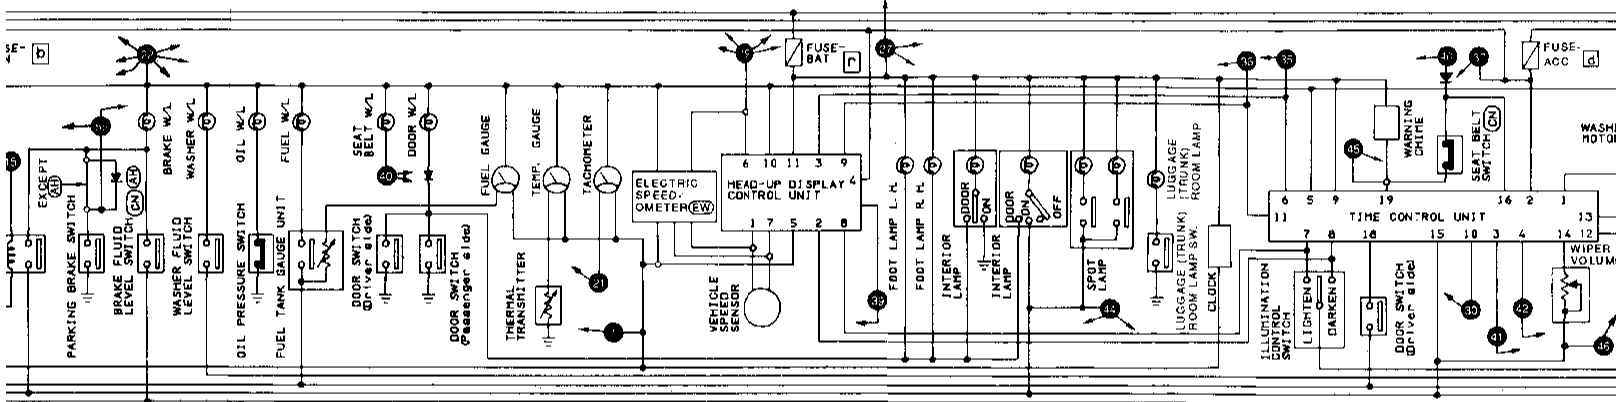 b
FUSE-
BAT
r
FUSE-
ACC
d
EXCEPT
AH
AH
CN
BRAKE W/L
WASHER W/L
OIL W/L
FUEL W/L
SEAT
BELT W/L
DOOR W/L
FUEL GAUGE
TEMP. GAUGE
TACHOMETER
ELECTRIC
SPEED-
OMETER
EW
6 10 11 3 9
HEAD-UP DISPLAY
CONTROL UNIT
4
1 7 5 2 8
PARKING BRAKE SWITCH
BRAKE FLUID
LEVEL SWITCH
WASHER FLUID
LEVEL SWITCH
OIL PRESSURE SWITCH
FUEL TANK GAUGE UNIT
DOOR SWITCH
(Driver side)
DOOR SWITCH
(Passenger side)
THERMAL
TRANSMITTER
VEHICLE
SPEED
SENSOR
FOOT LAMP L.H.
FOOT LAMP R.H.
INTERIOR
LAMP
DOOR
ON
INTERIOR
LAMP
DOOR
ON
OFF
SPOT
LAMP
LUGGAGE
(TRUNK)
ROOM LAMP
LUGGAGE (TRUNK)
ROOM LAMP SW.
CLOCK
WARNING
CHIME
SEAT BELT
SWITCH
CN
6 5 9 19 16 2 1
11
TIME CONTROL UNIT
13
12
7 8 18 15 10 3 4 14
ILLUMINATION
CONTROL
SWITCH
LIGHTEN
DARKEN
DOOR SWITCH
(Driver side)
WIPER
VOLUM
WASHE
MOTO